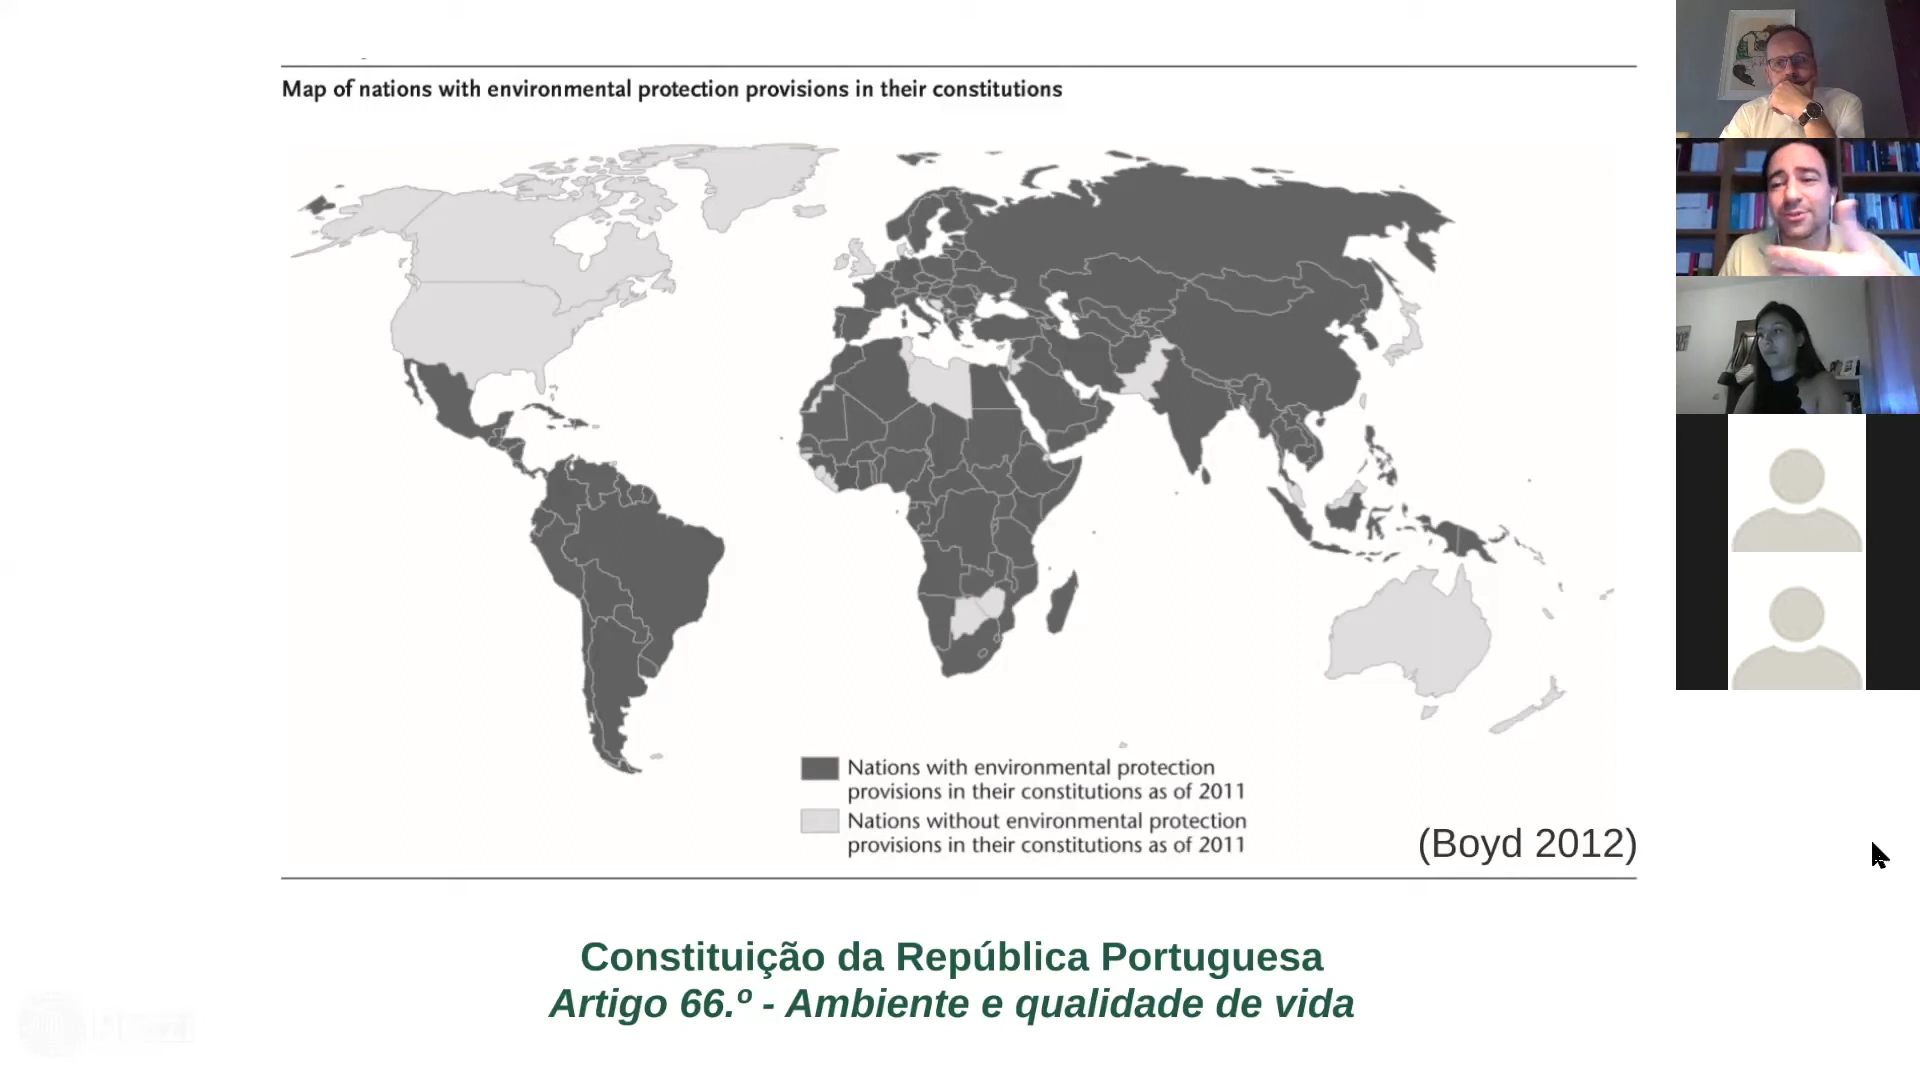 Map of nations with environmental protection provisions in their constitutions
Nations with environmental protection
provisions in their constitutions as of 2011
Nations without environmental protection
provisions in their constitutions as of 2011
(Boyd 2012)
Constituição da República Portuguesa
Artigo 66.º - Ambiente e qualidade de vida